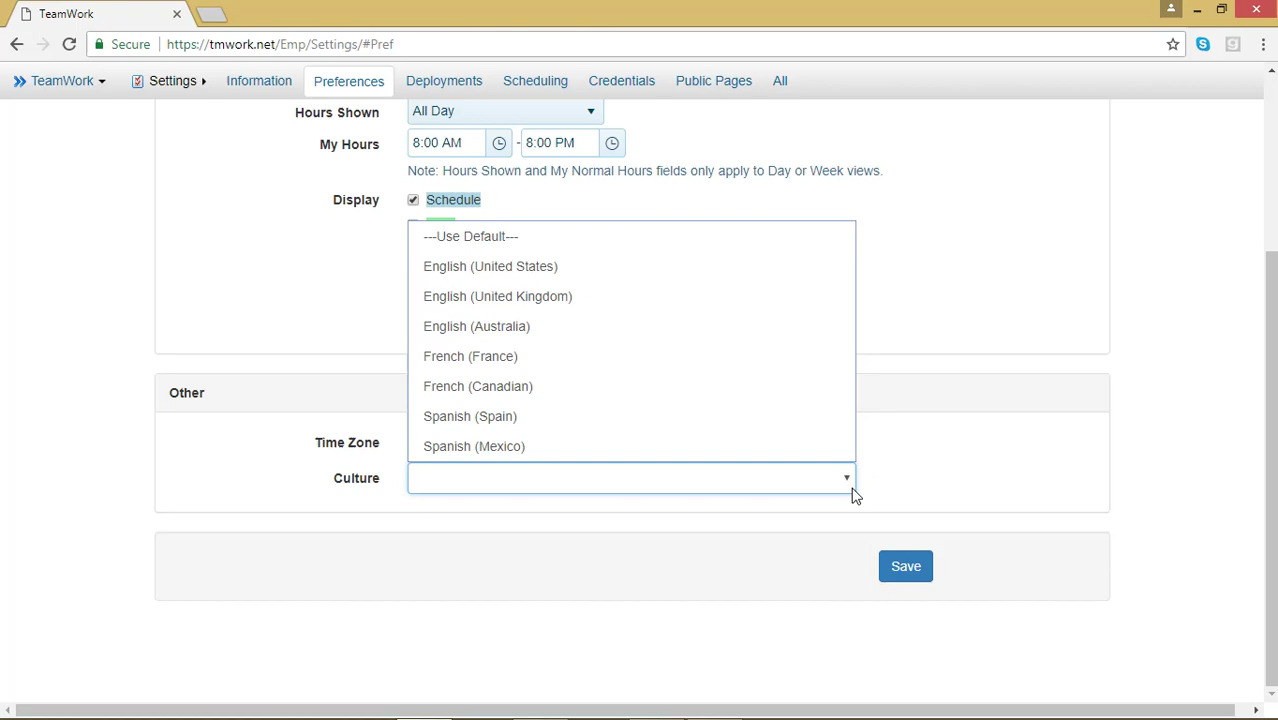 TeamWork
Secure https://tmwork.net/Emp/Settings/#Pref
TeamWork Settings Information Preferences Deployments Scheduling Credentials Public Pages All
Hours Shown All Day
My Hours 8:00 AM - 8:00 PM
Note: Hours Shown and My Normal Hours fields only apply to Day or Week views.
Display Schedule
---Use Default---
English (United States)
English (United Kingdom)
English (Australia)
French (France)
French (Canadian)
Spanish (Spain)
Spanish (Mexico)
Other
Time Zone
Culture
Save